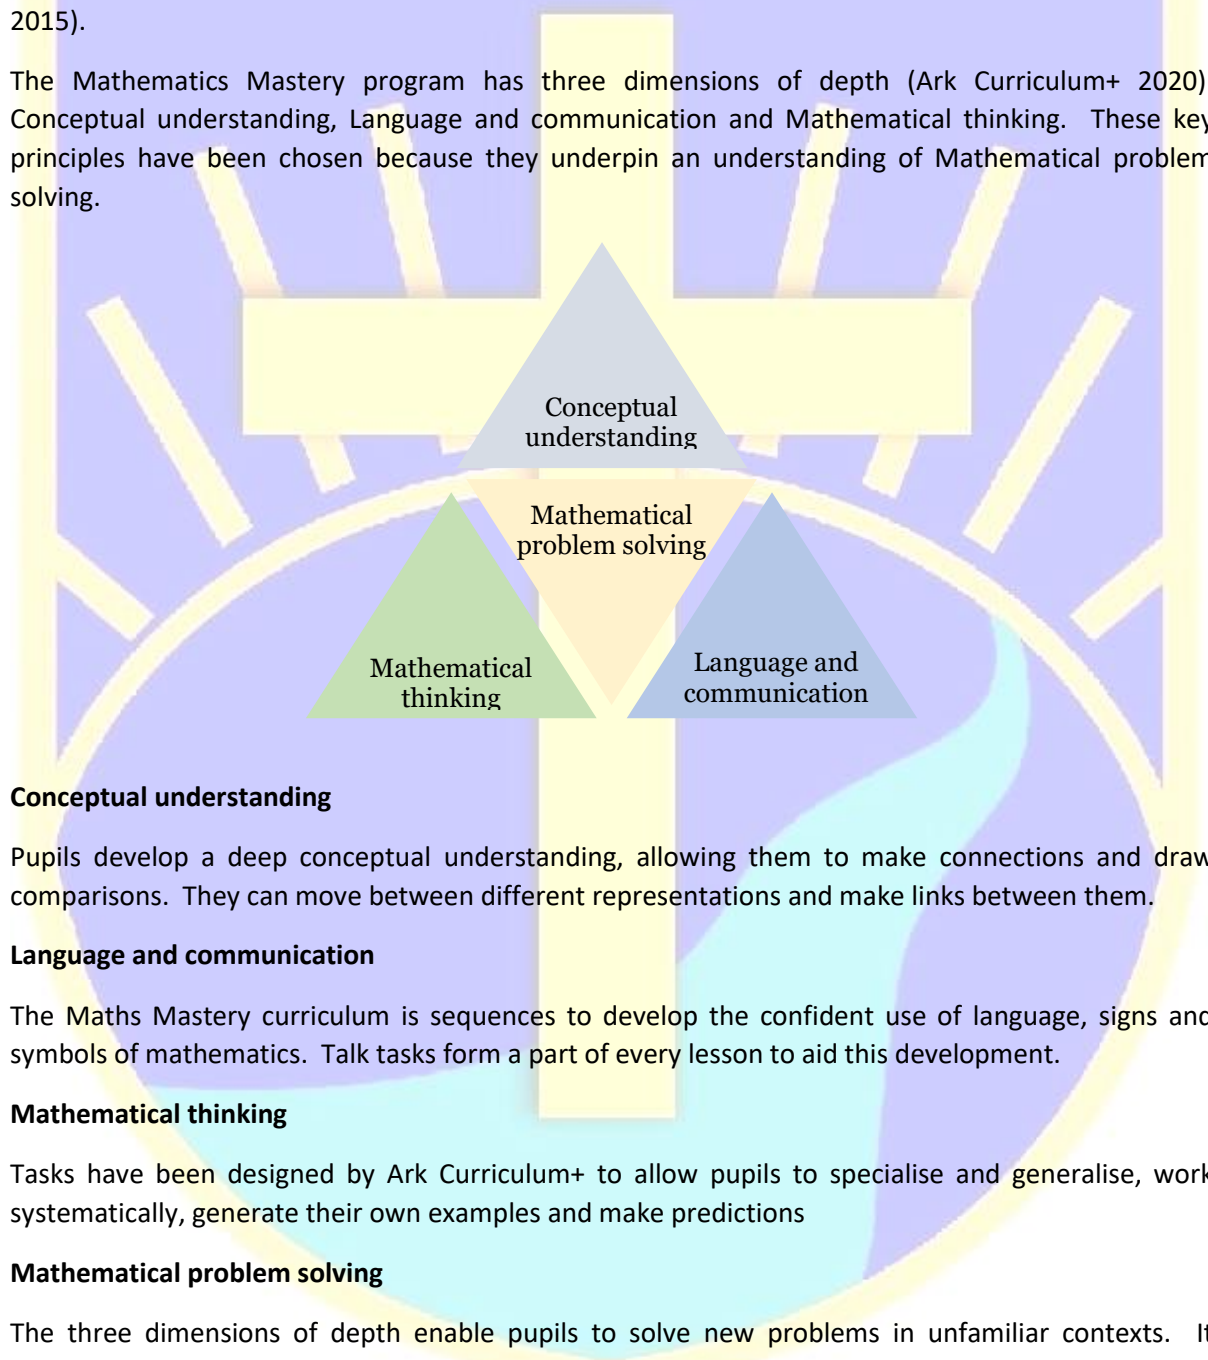 2015).
The Mathematics Mastery program has three dimensions of depth (Ark Curriculum+ 2020)
Conceptual understanding, Language and communication and Mathematical thinking. These key
principles have been chosen because they underpin an understanding of Mathematical problem
solving.
Conceptual
understanding
Mathematical
problem solving
Mathematical
thinking
Language and
communication
Conceptual understanding
Pupils develop a deep conceptual understanding, allowing them to make connections and draw
comparisons. They can move between different representations and make links between them.
Language and communication
The Maths Mastery curriculum is sequences to develop the confident use of language, signs and
symbols of mathematics. Talk tasks form a part of every lesson to aid this development.
Mathematical thinking
Tasks have been designed by Ark Curriculum+ to allow pupils to specialise and generalise, work
systematically, generate their own examples and make predictions
Mathematical problem solving
The three dimensions of depth enable pupils to solve new problems in unfamiliar contexts. It